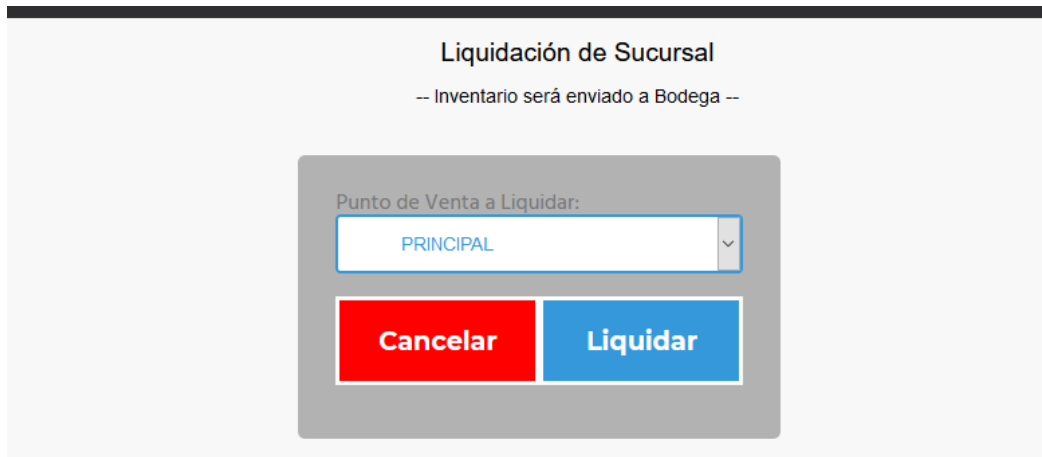 Liquidación de Sucursal
-- Inventario será enviado a Bodega --
Punto de Venta a Liquidar:
PRINCIPAL
Cancelar Liquidar